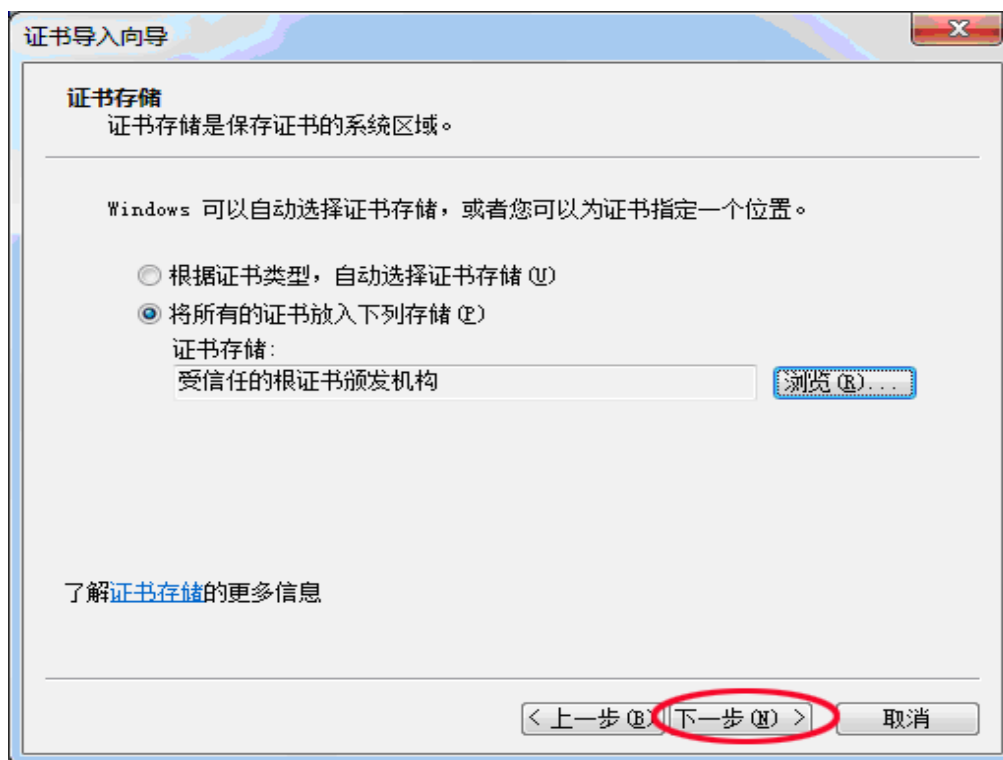 证书导入向导
证书存储
证书存储是保存证书的系统区域。
Windows 可以自动选择证书存储，或者您可以为证书指定一个位置。
根据证书类型，自动选择证书存储(U)
将所有的证书放入下列存储(P)
证书存储:
受信任的根证书颁发机构
浏览(R)...
了解证书存储的更多信息
< 上一步(B) 下一步(N) > 取消